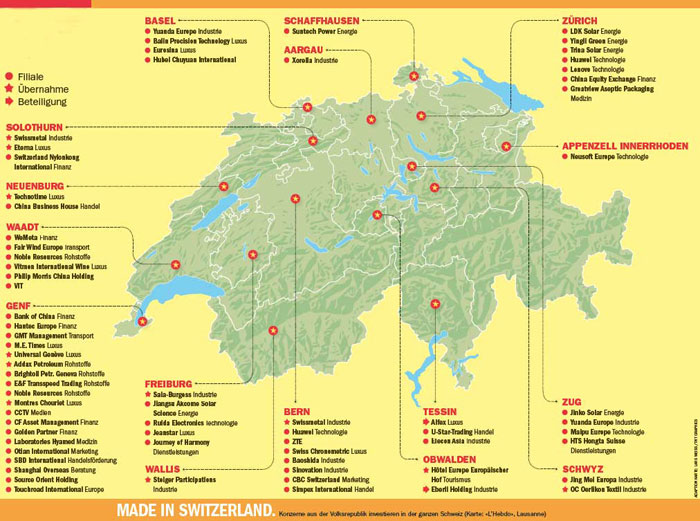 BASEL
Yuanda Europe Industrie
Balin Precision Technology Luxus
Eurosina Luxus
Hubei Chuyuan International
SCHAFFHAUSEN
Suntech Power Energie
AARGAU
Xorella Industrie
ZÜRICH
LDK Solar Energie
Yingli Green Energie
Trina Solar Energie
Huawei Technologie
Lenovo Technologie
China Equity Exchange Finanz
Greatview Aseptic Packaging
Medizin
Filiale
Übernahme
Beteiligung
SOLOTHURN
Swissmetal Industrie
Eterna Luxus
Switzerland Nyionkong
International Finanz
APPENZELL INNERRHODEN
Neusoft Europe Technologie
NEUENBURG
Technotime Luxus
China Business House Handel
WAADT
WeMeta Finanz
Fair Wind Europe Transport
Noble Resources Rohstoffe
Vitmen International Wine Luxus
Philip Morris China Holding
VIT
GENF
Bank of China Finanz
Hantec Europe Finanz
GMT Management Transport
M.E. Times Luxus
Universal Genève Luxus
Addax Petroleum Rohstoffe
Brightoil Petr. Geneva Rohstoffe
E&F Transspeed Trading Rohstoffe
Noble Resources Rohstoffe
Montres Chouriet Luxus
CCTV Medien
CF Asset Management Finanz
Golden Partner Finanz
Laboratories Hyamed Medizin
Otian International Marketing
SBD International Handelsförderung
Shanghai Overseas Beratung
Source Orient Holding
Touchroad International Europe
FREIBURG
Saia-Burgess Industrie
Jiangsu Akcome Solar
Science Energie
Rulda Electronics Technologie
Jeanstar Luxus
Journey of Harmony
Dienstleistungen
WALLIS
Steiger Participations
Industrie
BERN
Swissmetal Industrie
Huawei Technologie
ZTE
Swiss Chronometric Luxus
Baoshida Industrie
Sinovation Industrie
CBC Switzerland Marketing
Simpex International Handel
TESSIN
Alfex Luxus
U-Star-Trading Handel
Efecos Asia Industrie
OBWALDEN
Hôtel Europe Europäischer
Hof Tourismus
Eberli Holding Industrie
ZUG
Jinko Solar Energie
Yuanda Europe Industrie
Maipu Europe Technologie
HTS Hongta Suisse
Dienstleistungen
SCHWYZ
Jing Mei Europa Industrie
OC Oerlikon Textil Industrie
MADE IN SWITZERLAND. Konzerne aus der Volksrepublik investieren in der ganzen Schweiz (Karte: «L'Hebdo», Lausanne)